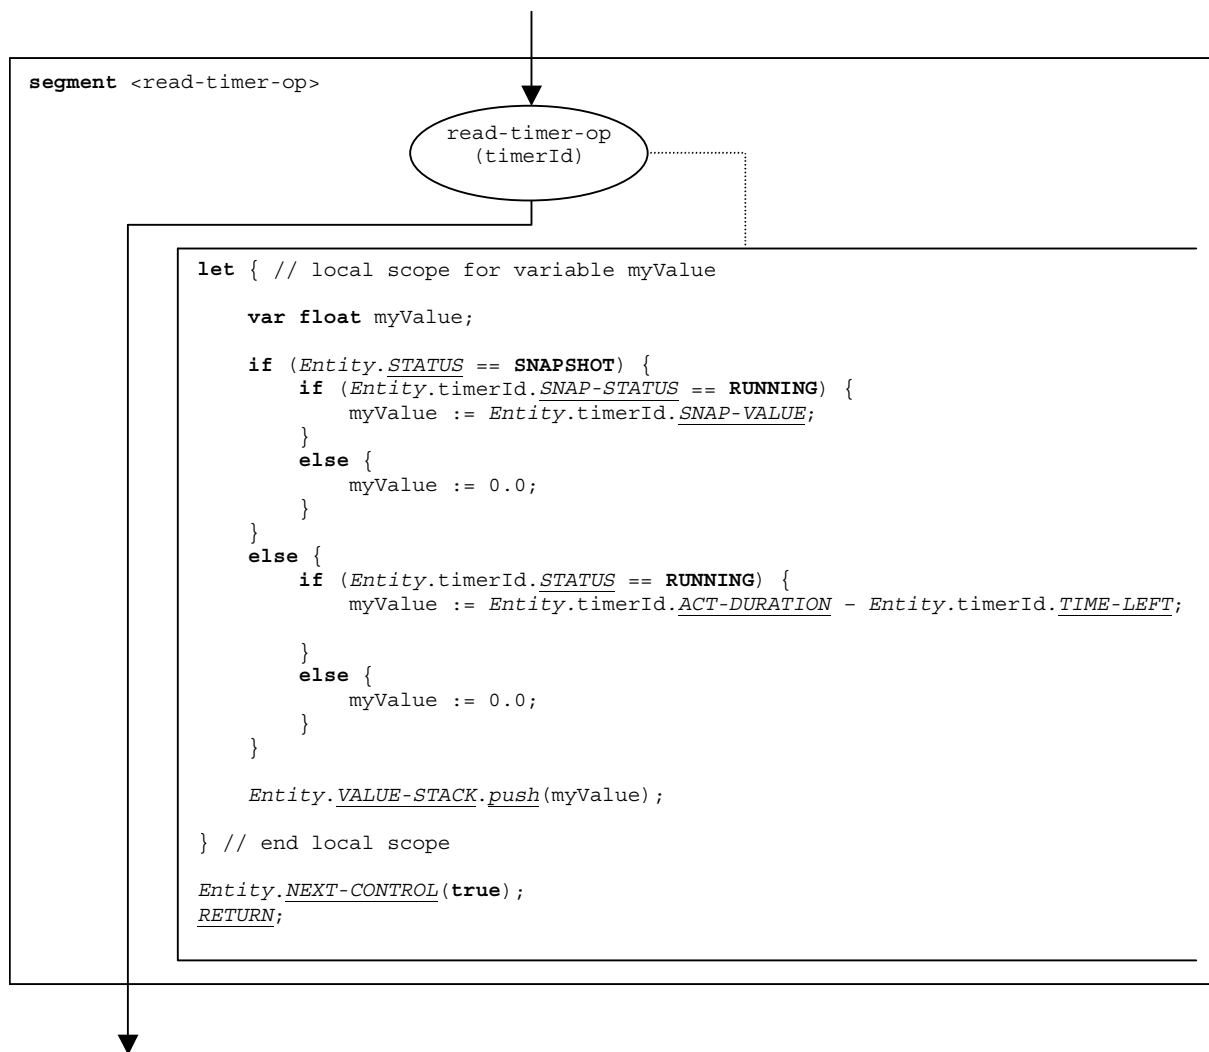 segment <read-timer-op>
read-timer-op
(timerId)
let { // local scope for variable myValue
var float myValue;
if (Entity.STATUS == SNAPSHOT) {
if (Entity.timerId.SNAP-STATUS == RUNNING) {
myValue := Entity.timerId.SNAP-VALUE;
}
else {
myValue := 0.0;
}
}
else {
if (Entity.timerId.STATUS == RUNNING) {
myValue := Entity.timerId.ACT-DURATION – Entity.timerId.TIME-LEFT;
}
else {
myValue := 0.0;
}
}
Entity.VALUE-STACK.push(myValue);
} // end local scope
Entity.NEXT-CONTROL(true);
RETURN;